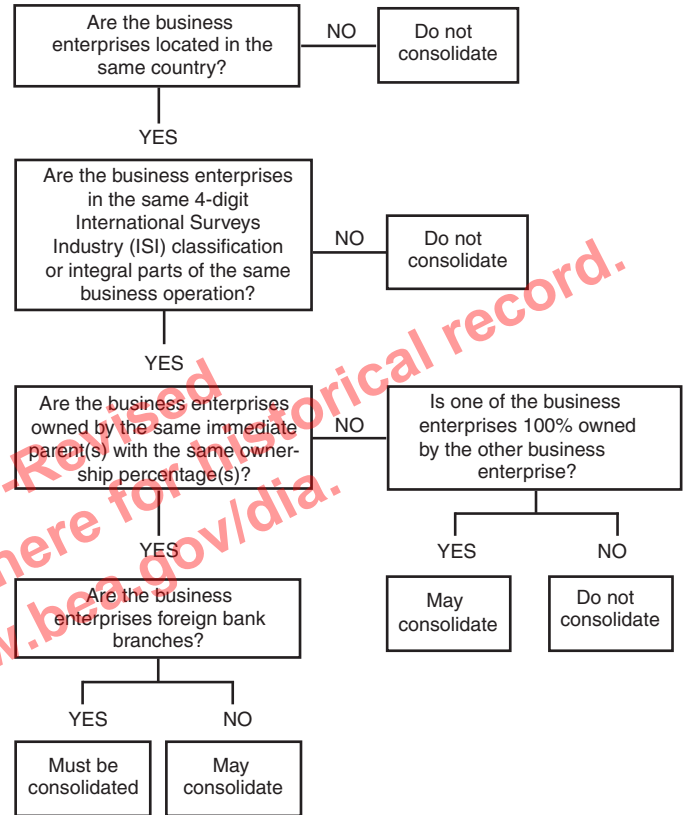 Are the business
enterprises located in the
same country?
NO
Do not
consolidate
YES
Are the business enterprises
in the same 4-digit
International Surveys
Industry (ISI) classification
or integral parts of the same
business operation?
NO
Do not
consolidate
YES
Are the business enterprises
owned by the same immediate
parent(s) with the same owner-
ship percentage(s)?
NO
Is one of the business
enterprises 100% owned
by the other business
enterprise?
YES
YES
NO
May
consolidate
Do not
consolidate
Are the business
enterprises foreign bank
branches?
YES
NO
Must be
consolidated
May
consolidate
-Revised
here for historical record.
w.bea.gov/dia.